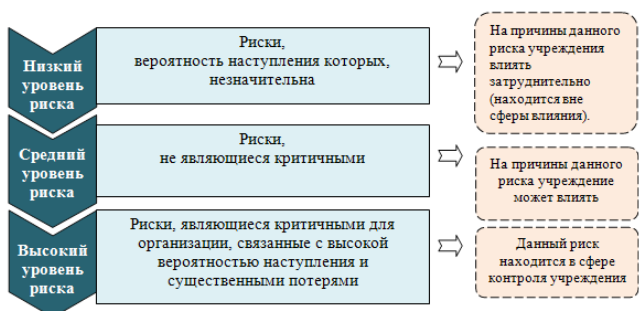 Низкий
уровень
риска
Риски,
вероятность наступления которых,
незначительна
На причины данного
риска учреждения
влиять
затруднительно
(находится вне
сферы влияния).
Средний
уровень
риска
Риски,
не являющиеся критичными
На причины данного
риска учреждение
может влиять
Высокий
уровень
риска
Риски, являющиеся критичными для
организации, связанные с высокой
вероятностью наступления и
существенными потерями
Данный риск
находится в сфере
контроля учреждения